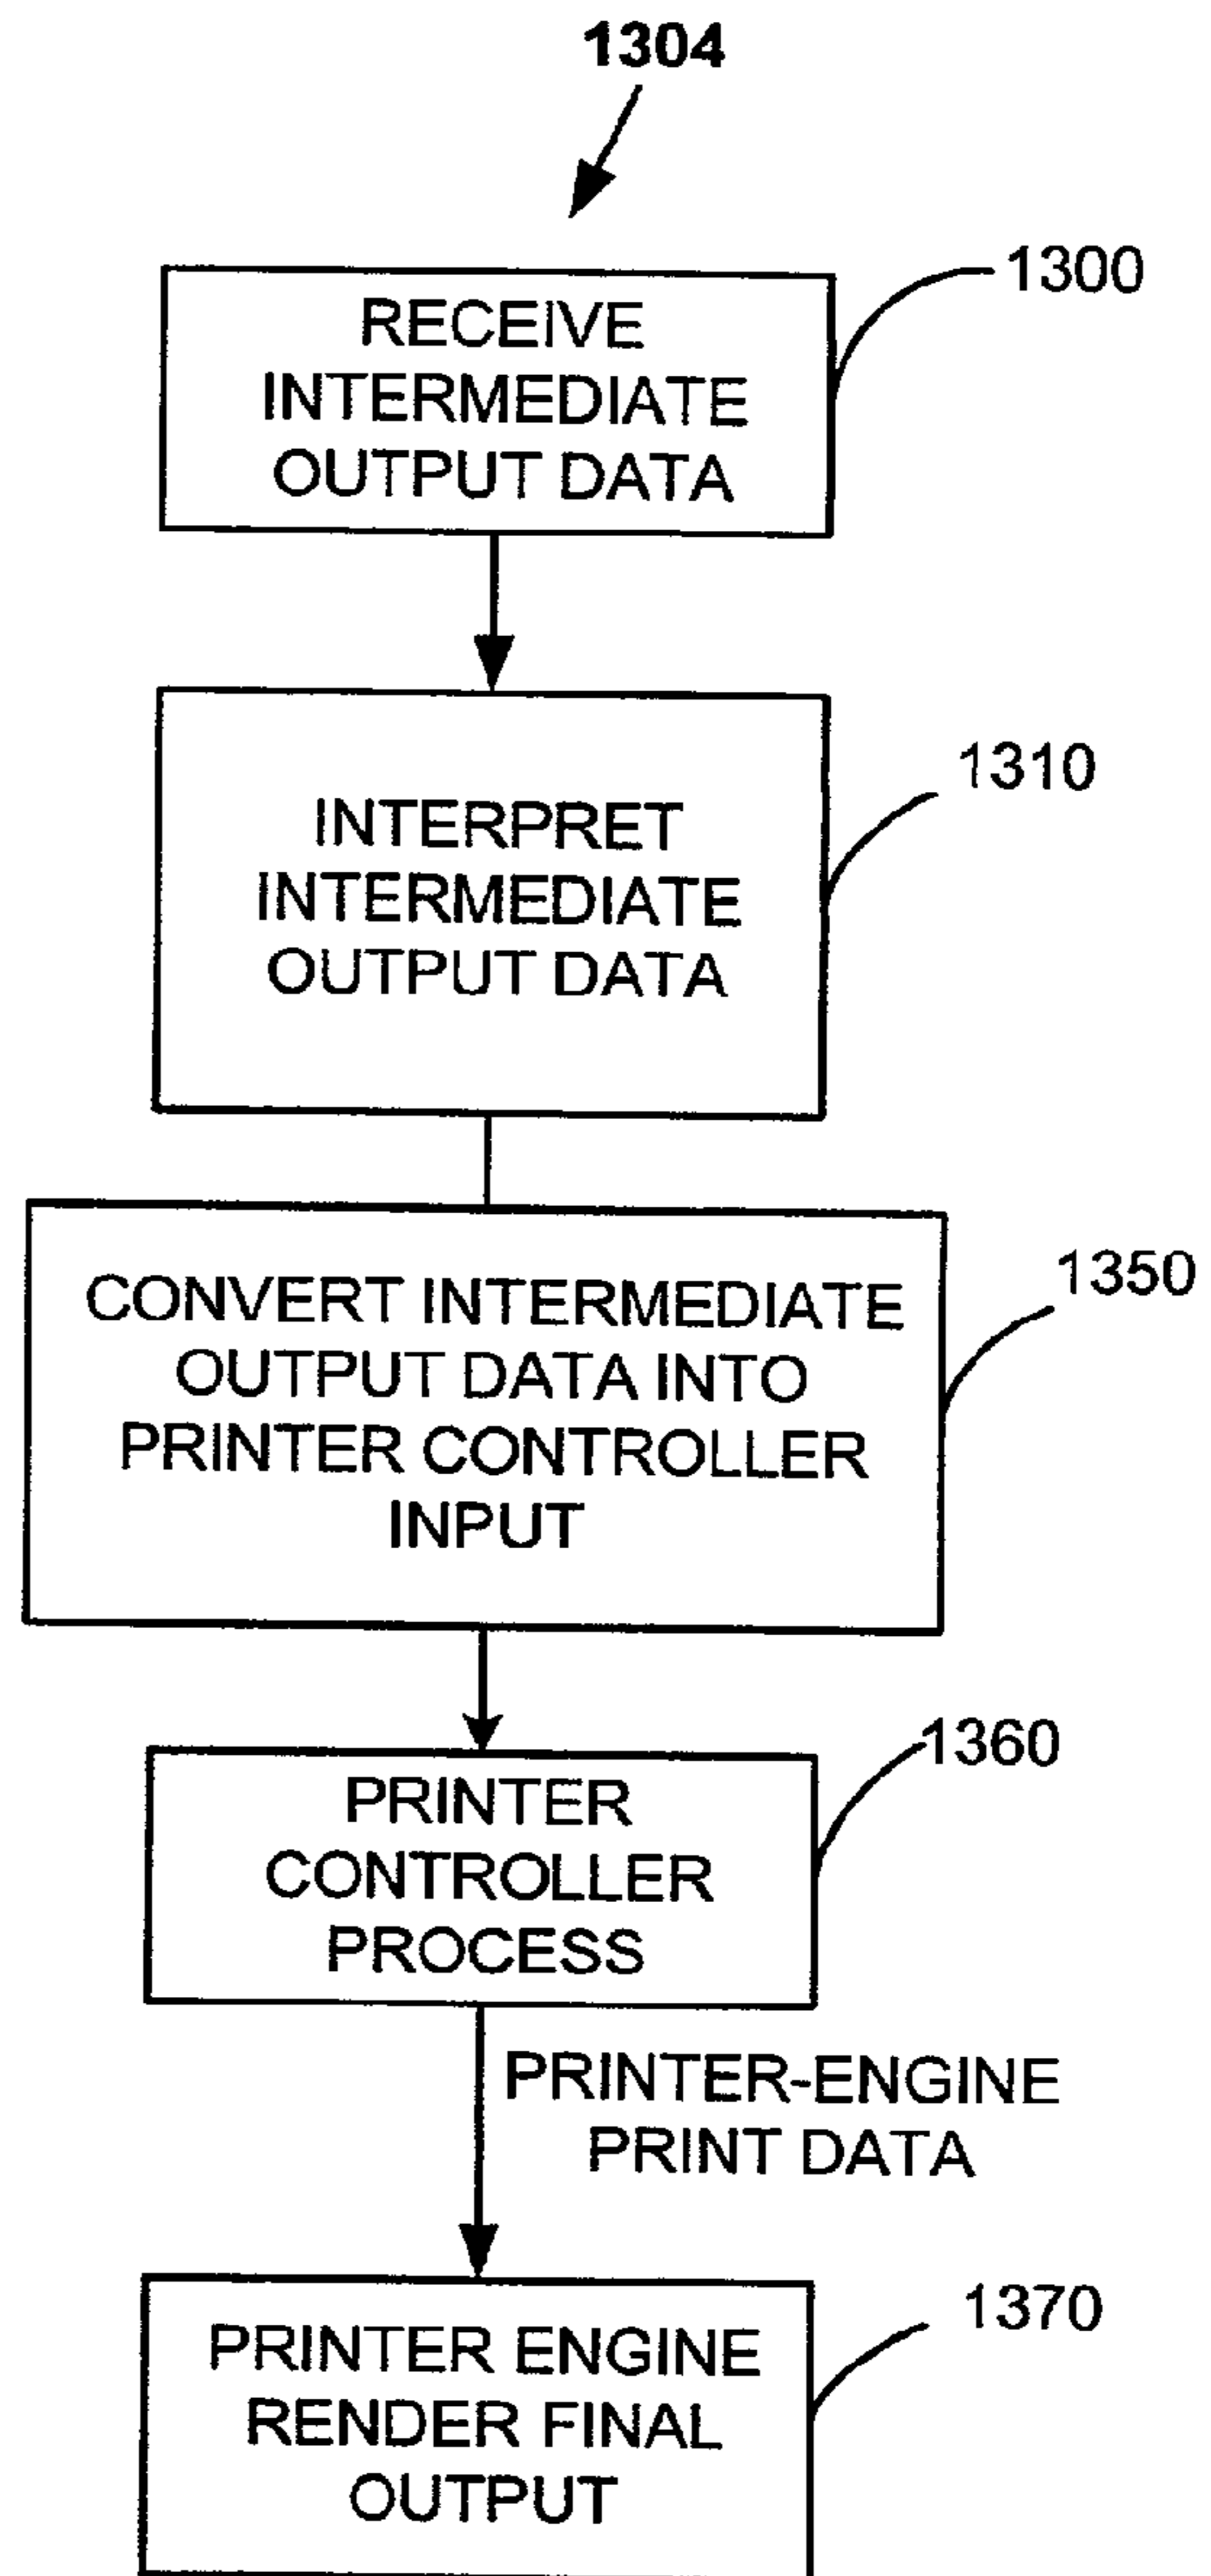 1304
1300
RECEIVE
INTERMEDIATE
OUTPUT DATA
1310
INTERPRET
INTERMEDIATE
OUTPUT DATA
1350
CONVERT INTERMEDIATE
OUTPUT DATA INTO
PRINTER CONTROLLER
INPUT
1360
PRINTER
CONTROLLER
PROCESS
PRINTER-ENGINE
PRINT DATA
1370
PRINTER ENGINE
RENDER FINAL
OUTPUT